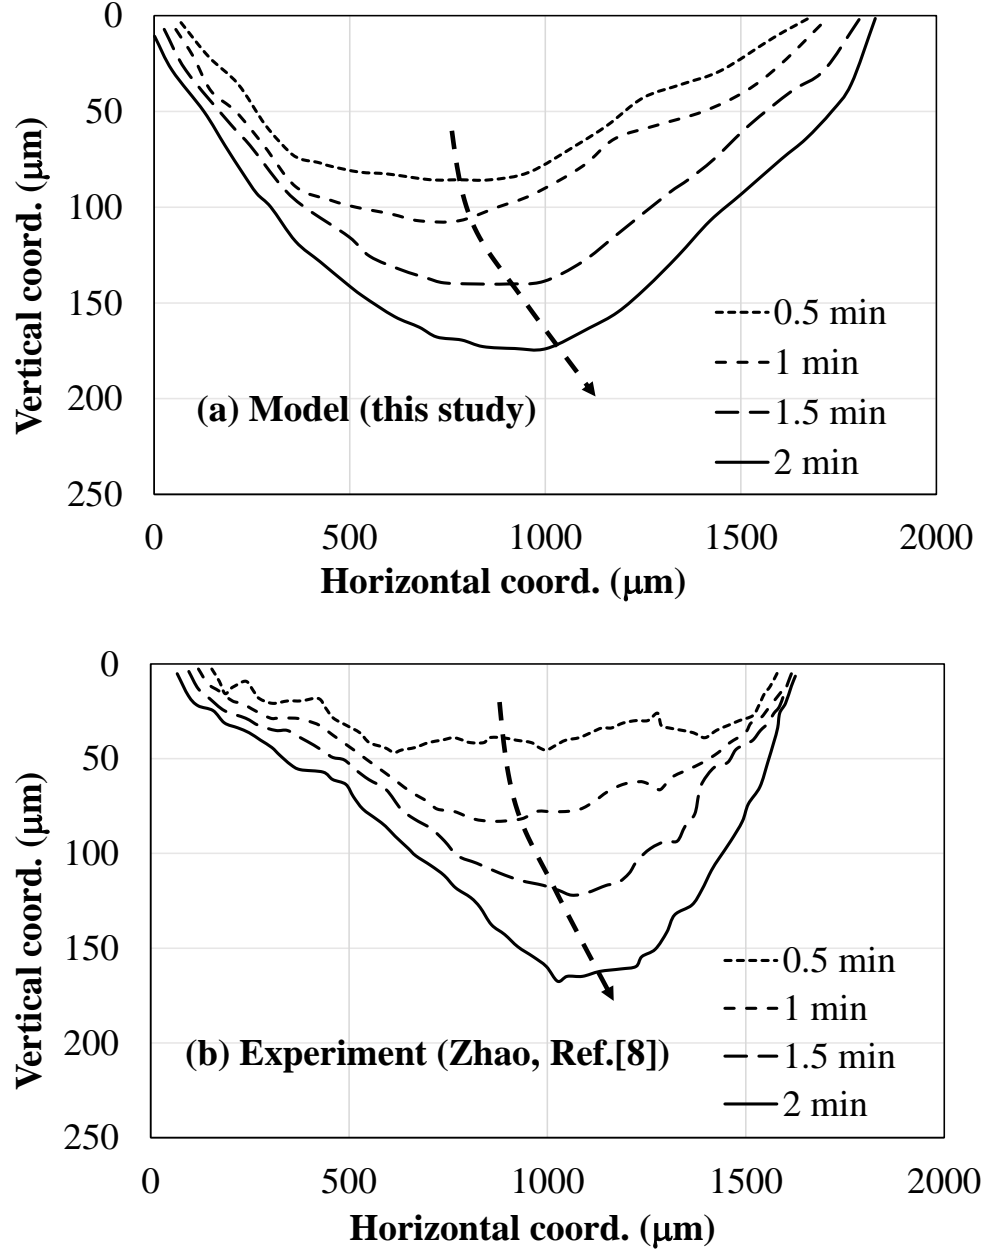 0
50
100
150
200
250
Vertical coord. (μm)
0.5 min
1 min
1.5 min
2 min
(a) Model (this study)
0 500 1000 1500 2000
Horizontal coord. (μm)
0
50
100
150
200
250
Vertical coord. (μm)
0.5 min
1 min
1.5 min
2 min
(b) Experiment (Zhao, Ref.[8])
0 500 1000 1500 2000
Horizontal coord. (μm)